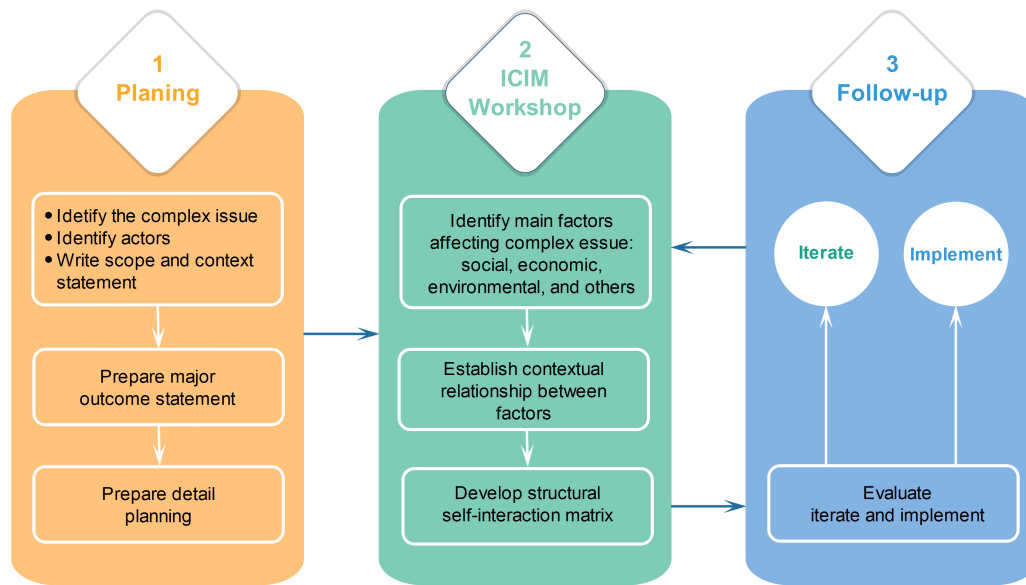 1
Planing
• Idetify the complex issue
• Identify actors
• Write scope and context
statement
Prepare major
outcome statement
Prepare detail
planning
2
ICIM
Workshop
Identify main factors
affecting complex essue:
social, economic,
environmental, and others
Establish contextual
relationship between
factors
Develop structural
self-interaction matrix
3
Follow-up
Iterate
Implement
Evaluate
iterate and implement